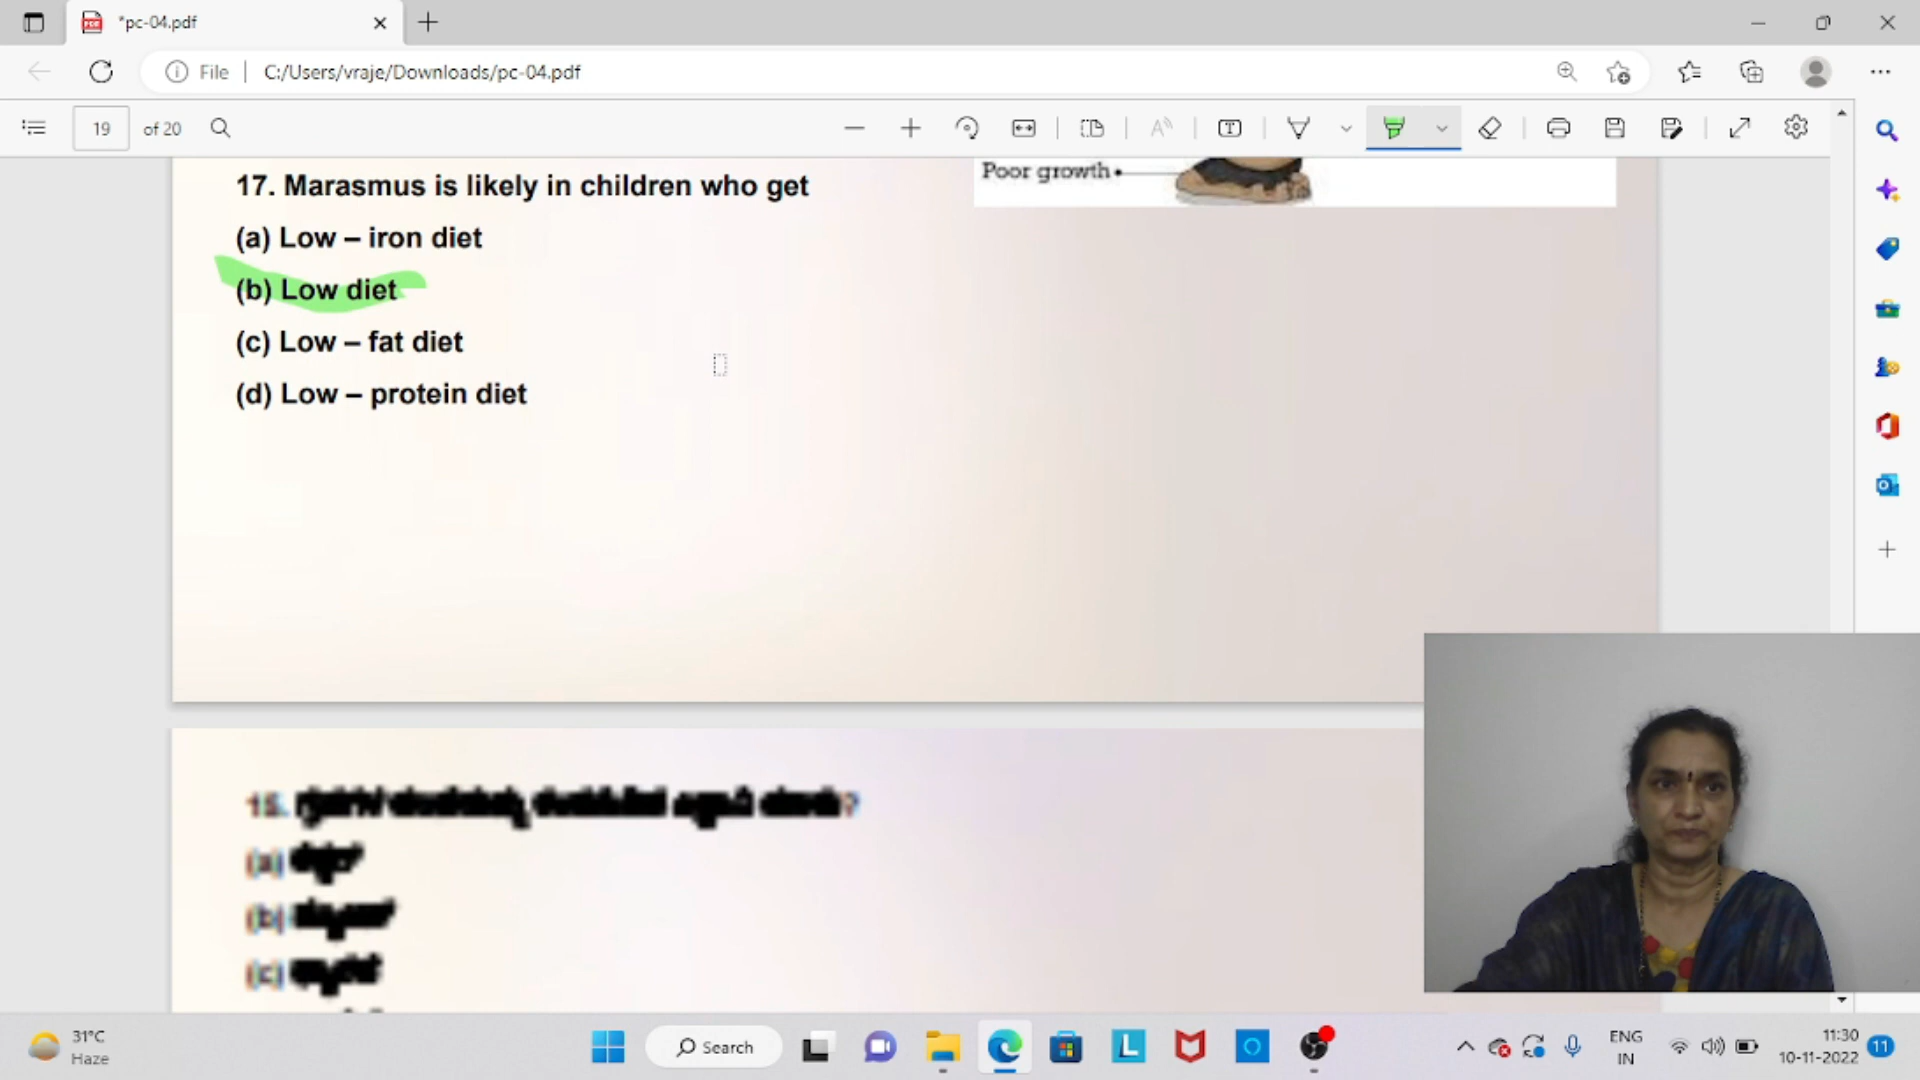 *pc-04.pdf
File C:/Users/vraje/Downloads/pc-04.pdf
19 of 20
Poor growth
17. Marasmus is likely in children who get
(a) Low – iron diet
(b) Low diet
(c) Low – fat diet
(d) Low – protein diet
15.
(a)
(b)
(c)
31°C
Haze
Search
ENG
IN
11:30
10-11-2022
11